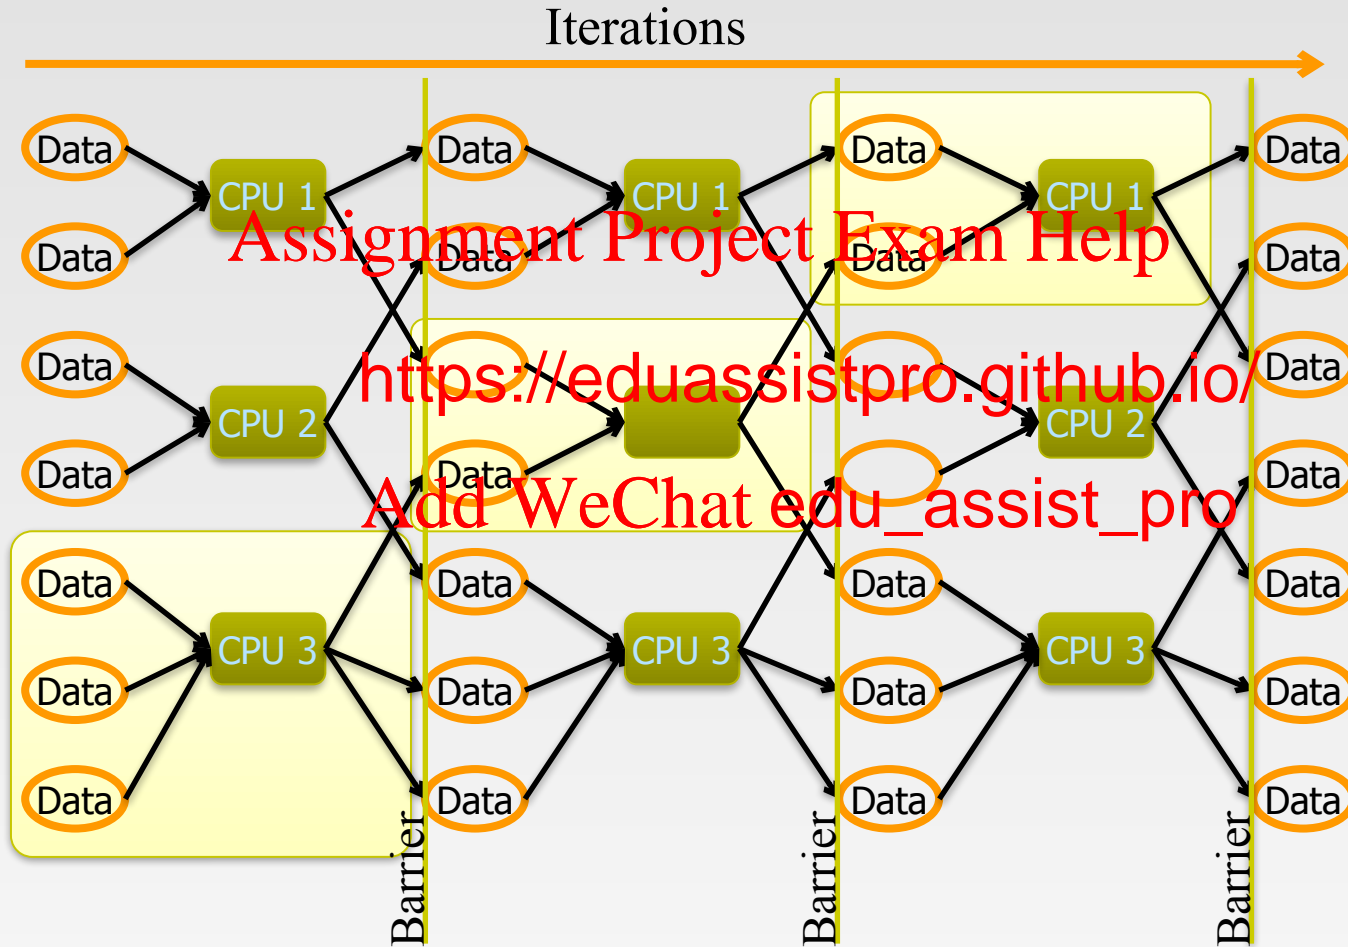 Iterations
Data Data Data Data
CPU 1 CPU 1 CPU 1
Assignment Project Exam Help
Data Data Data Data
https://eduassistpro.github.io/
Data Data
CPU 2 CPU 2
Data Data Data
Add WeChat edu_assist_pro
Data Data Data Data
CPU 3 CPU 3 CPU 3
Data Data Data Data
Data Data Data Data
Barrier Barrier Barrier